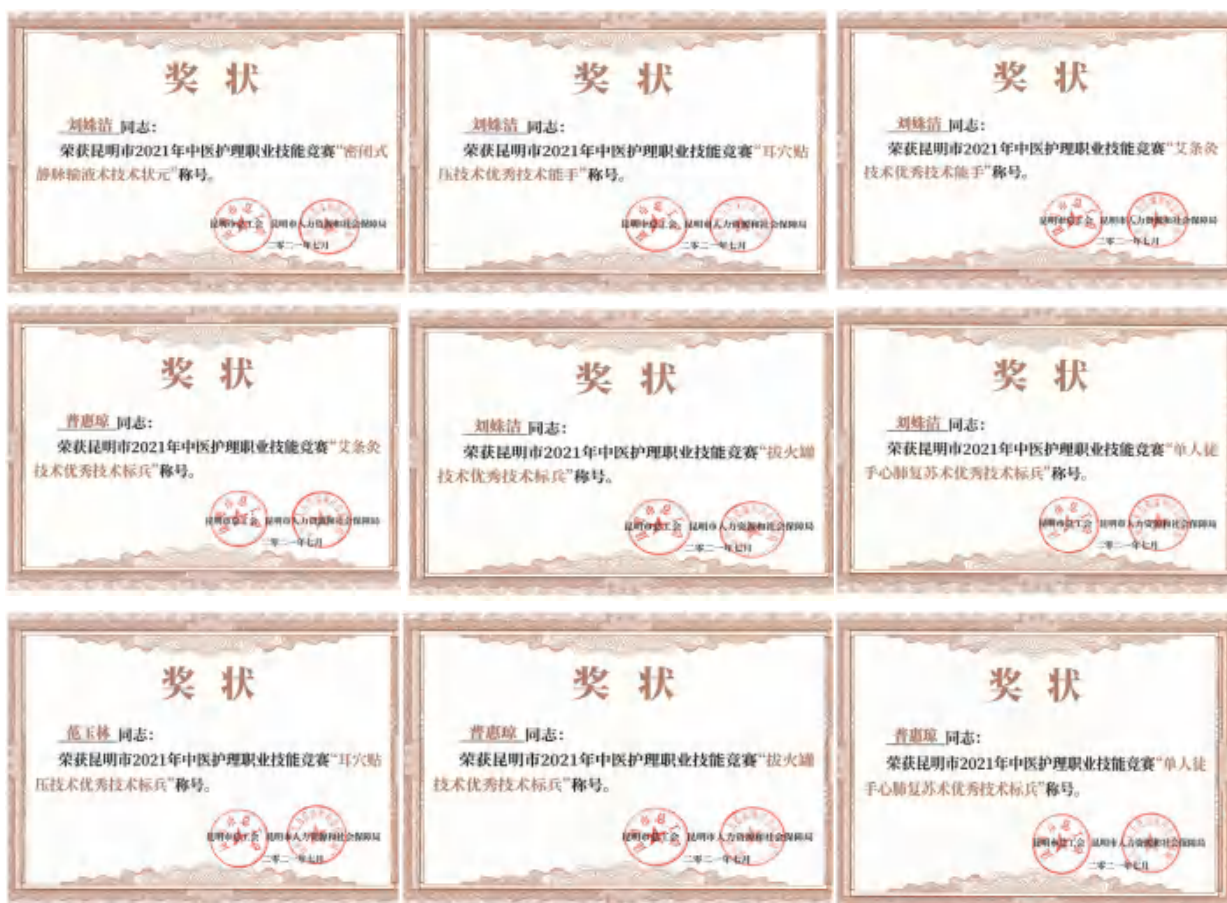 奖 状
刘姝洁 同志：
荣获昆明市2021年中医护理职业技能竞赛“密闭式
静脉输液术技术状元”称号。
昆明市总工会 昆明市人力资源和社会保障局
二零二一年七月
奖 状
刘姝洁 同志：
荣获昆明市2021年中医护理职业技能竞赛“耳穴贴
压技术优秀技术能手”称号。
昆明市总工会 昆明市人力资源和社会保障局
二零二一年七月
奖 状
刘姝洁 同志：
荣获昆明市2021年中医护理职业技能竞赛“艾条灸
技术优秀技术能手”称号。
昆明市总工会 昆明市人力资源和社会保障局
二零二一年七月
奖 状
普惠琼 同志：
荣获昆明市2021年中医护理职业技能竞赛“艾条灸
技术优秀技术标兵”称号。
昆明市总工会 昆明市人力资源和社会保障局
二零二一年七月
奖 状
刘姝洁 同志：
荣获昆明市2021年中医护理职业技能竞赛“拔火罐
技术优秀技术标兵”称号。
昆明市总工会 昆明市人力资源和社会保障局
二零二一年七月
奖 状
刘姝洁 同志：
荣获昆明市2021年中医护理职业技能竞赛“单人徒
手心肺复苏术优秀技术标兵”称号。
昆明市总工会 昆明市人力资源和社会保障局
二零二一年七月
奖 状
范玉林 同志：
荣获昆明市2021年中医护理职业技能竞赛“耳穴贴
压技术优秀技术标兵”称号。
昆明市总工会 昆明市人力资源和社会保障局
二零二一年七月
奖 状
普惠琼 同志：
荣获昆明市2021年中医护理职业技能竞赛“拔火罐
技术优秀技术标兵”称号。
昆明市总工会 昆明市人力资源和社会保障局
二零二一年七月
奖 状
普惠琼 同志：
荣获昆明市2021年中医护理职业技能竞赛“单人徒
手心肺复苏术优秀技术标兵”称号。
昆明市总工会 昆明市人力资源和社会保障局
二零二一年七月